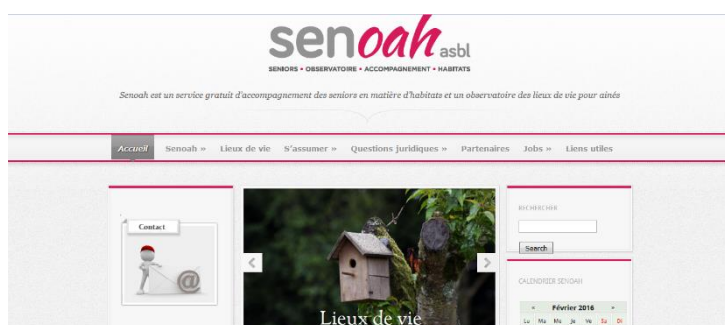 senoah asbl
SENIORS • OBSERVATOIRE • ACCOMPAGNEMENT • HABITATS
Senoah est un service gratuit d'accompagnement des seniors en matière d'habitats et un observatoire des lieux de vie pour ainés
Accueil Senoah » Lieux de vie S'assumer » Questions juridiques » Partenaires Jobs » Liens utiles
Contact
@
Lieux de vie
RECHERCHER
Search
CALENDRIER SENOAH
« Février 2016 »
Lu Ma Me Je Ve Sa Di